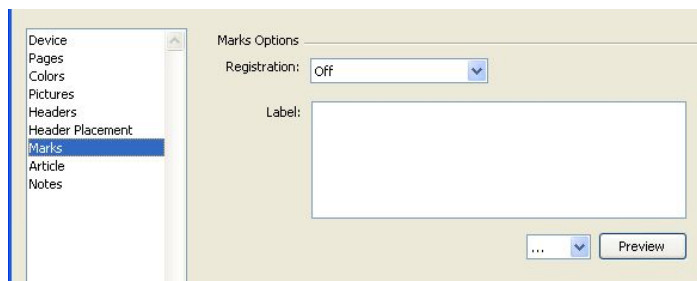 Device
Pages
Colors
Pictures
Headers
Header Placement
Marks
Article
Notes
Marks Options
Registration: Off
Label:
... Preview